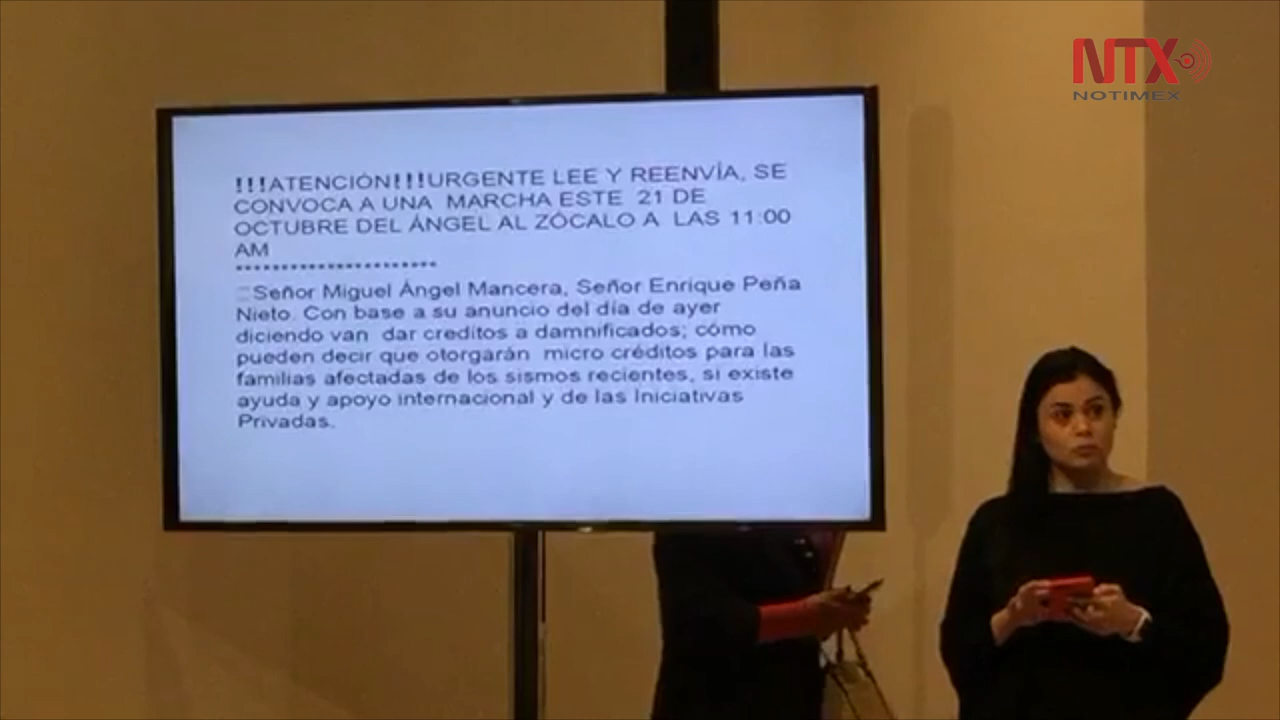 NTX
NOTIMEX
!!!ATENCIÓN!!!URGENTE LEE Y REENVÍA, SE
CONVOCA A UNA MARCHA ESTE 21 DE
OCTUBRE DEL ÁNGEL AL ZÓCALO A LAS 11:00
AM
**********************
Señor Miguel Ángel Mancera, Señor Enrique Peña
Nieto. Con base a su anuncio del día de ayer
diciendo van dar creditos a damnificados; cómo
pueden decir que otorgarán micro créditos para las
familias afectadas de los sismos recientes, si existe
ayuda y apoyo internacional y de las Iniciativas
Privadas.